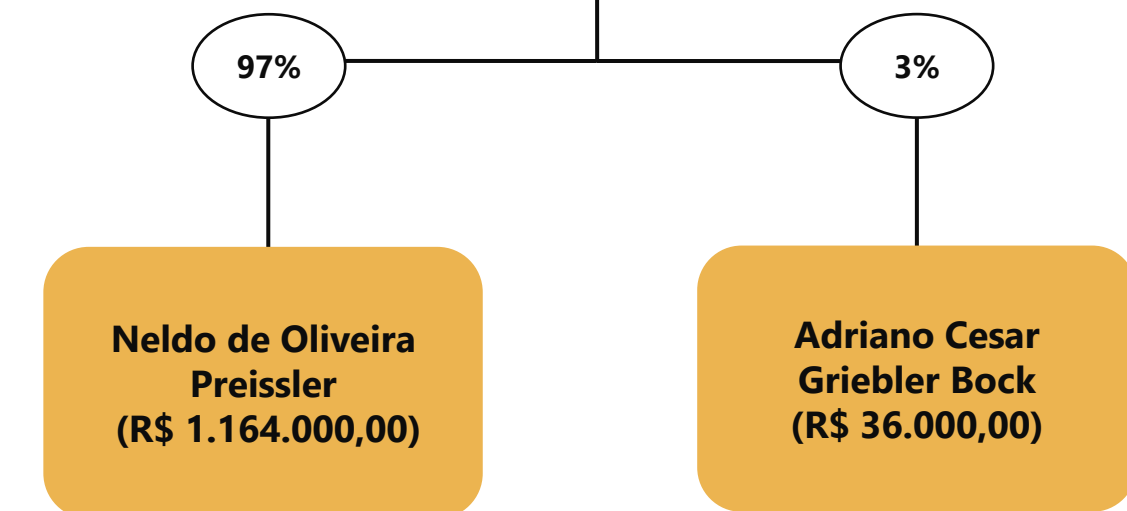 97%
3%
Neldo de Oliveira
Preissler
(R$ 1.164.000,00)
Adriano Cesar
Griebler Bock
(R$ 36.000,00)